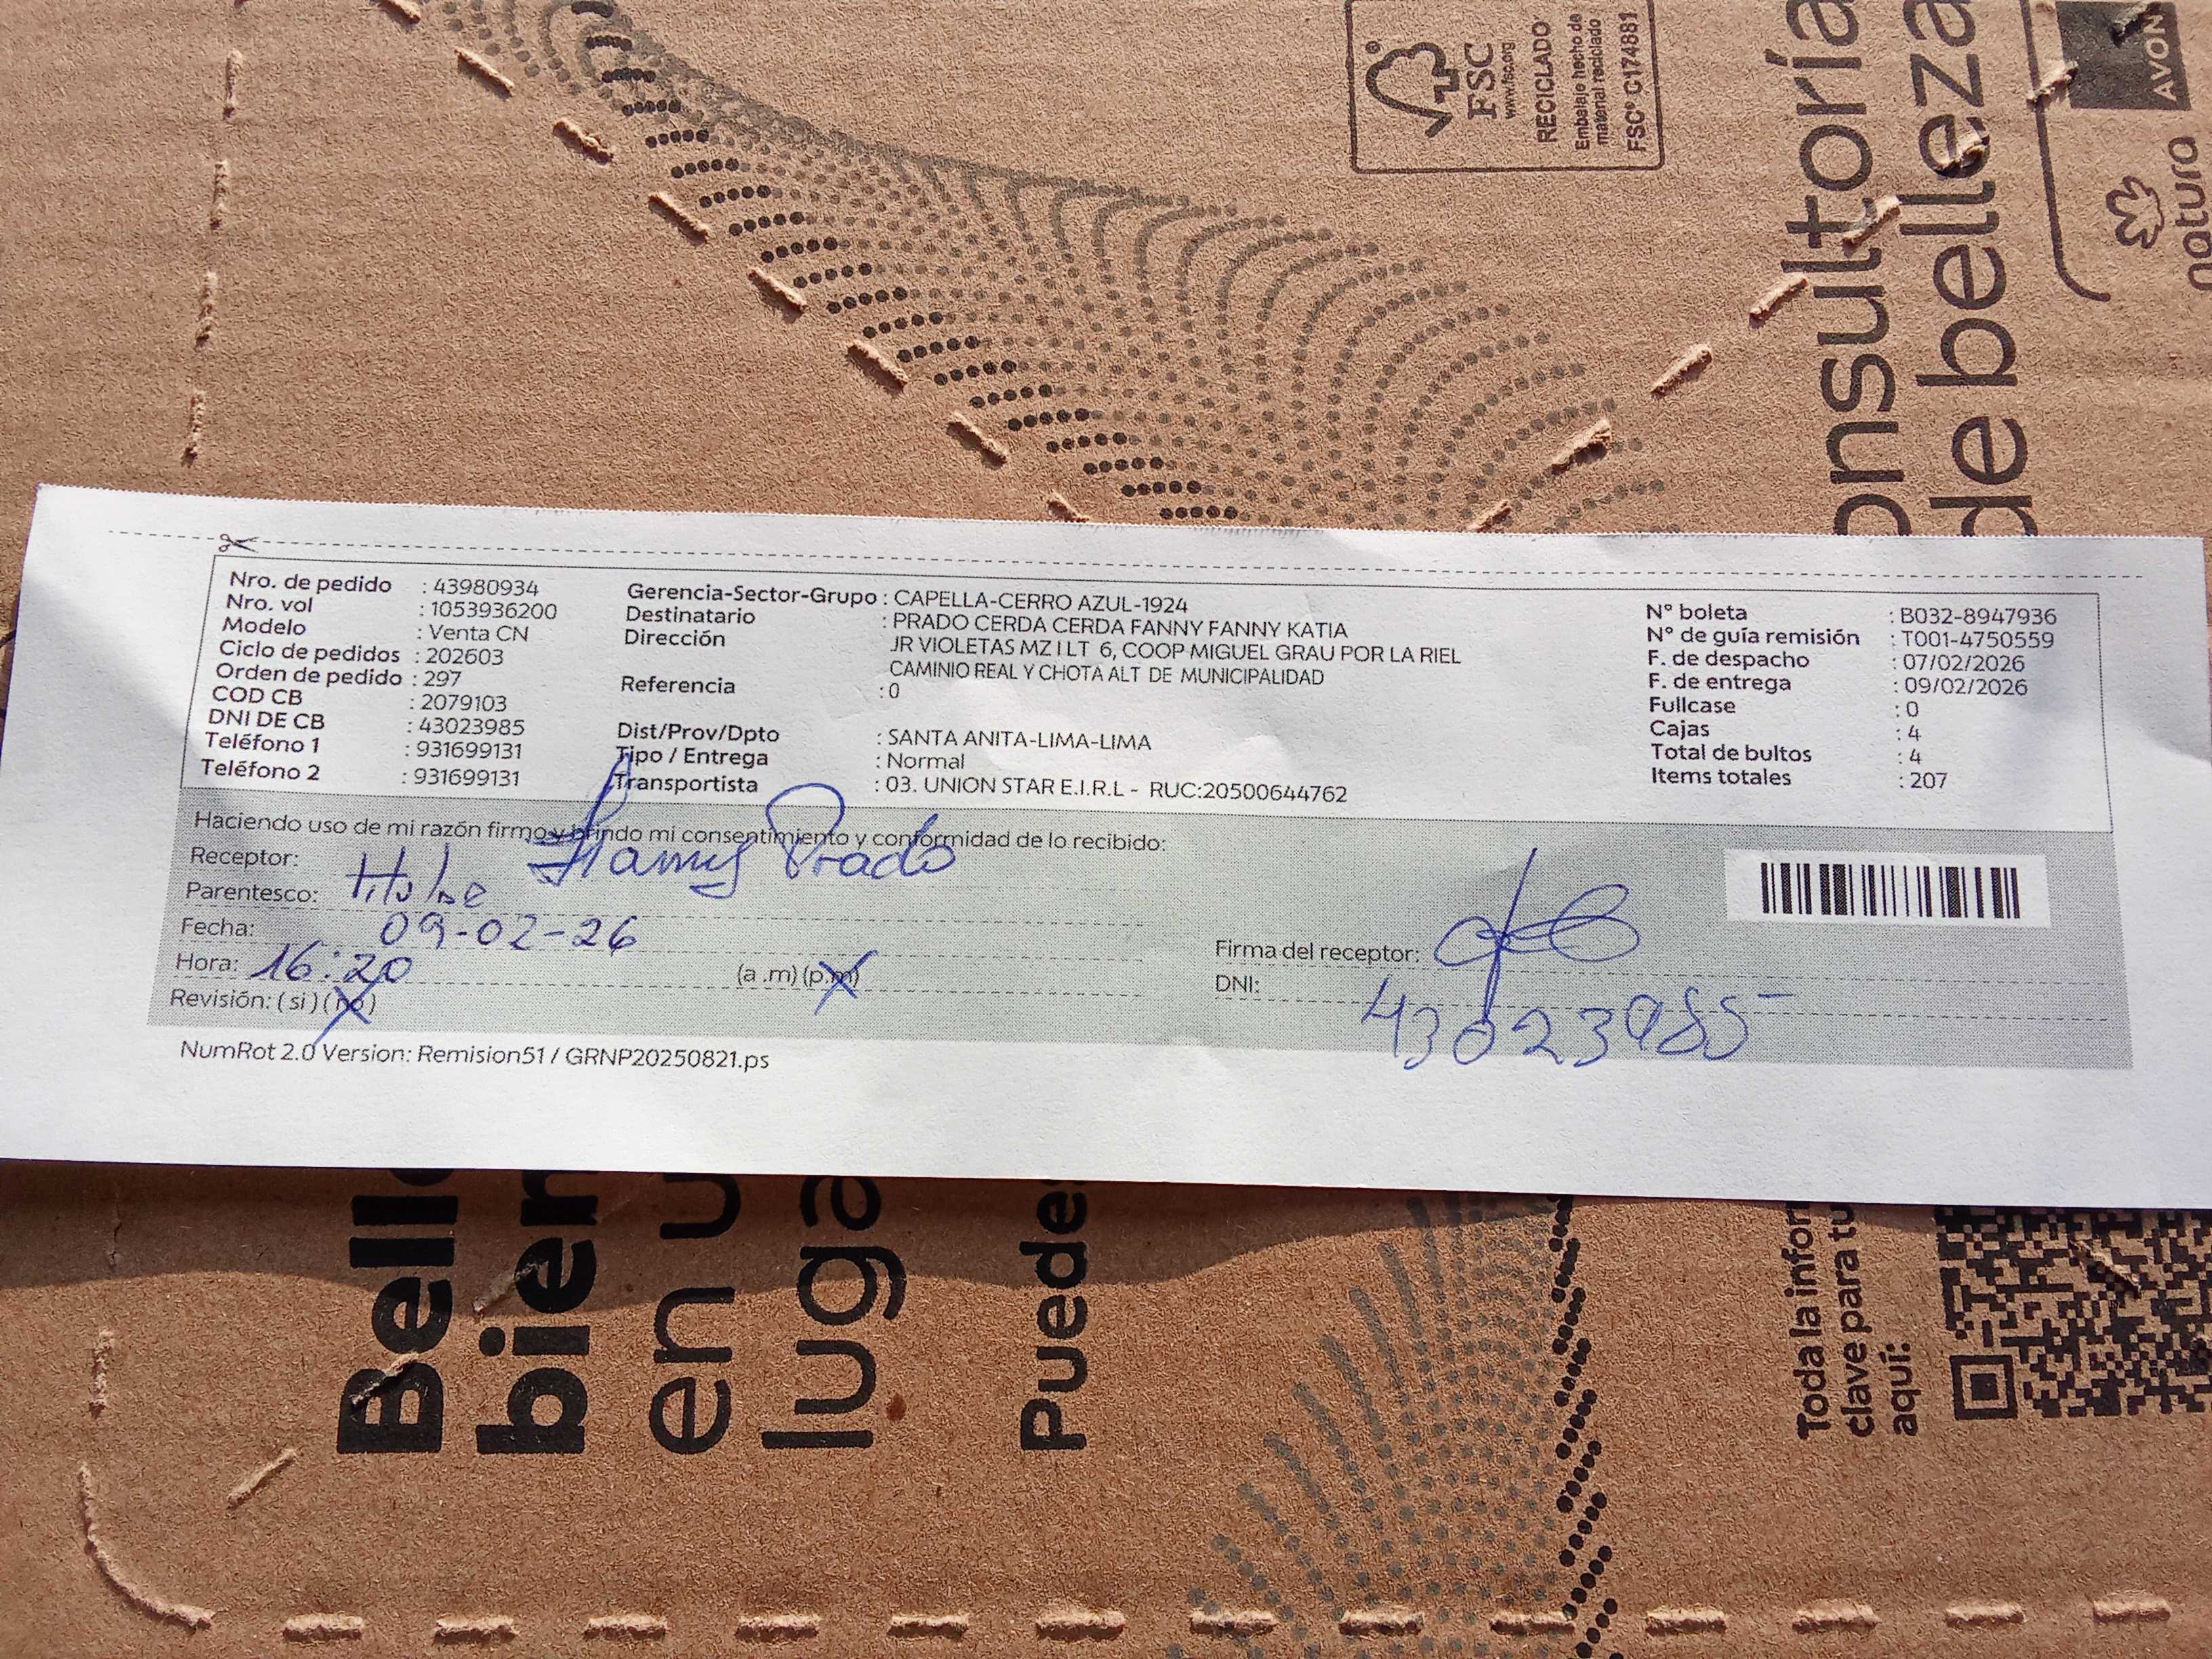 FSC
www.fsc.org
RECICLADO
Embalaje hecho de
material reciclado
FSC® C174881
onsultoría
de belleza
AVON
natura
Nro. de pedido : 43980934
Nro. vol : 1053936200
Modelo : Venta CN
Ciclo de pedidos : 202603
Orden de pedido : 297
COD CB : 2079103
DNI DE CB : 43023985
Teléfono 1 : 931699131
Teléfono 2 : 931699131
Gerencia-Sector-Grupo : CAPELLA-CERRO AZUL-1924
Destinatario : PRADO CERDA CERDA FANNY FANNY KATIA
Dirección JR VIOLETAS MZ I LT 6, COOP MIGUEL GRAU POR LA RIEL
CAMINIO REAL Y CHOTA ALT DE MUNICIPALIDAD
Referencia : 0
Dist/Prov/Dpto : SANTA ANITA-LIMA-LIMA
Tipo / Entrega : Normal
Transportista : 03. UNION STAR E.I.R.L - RUC:20500644762
N° boleta : B032-8947936
N° de guía remisión : T001-4750559
F. de despacho : 07/02/2026
F. de entrega : 09/02/2026
Fullcase : 0
Cajas : 4
Total de bultos : 4
Items totales : 207
Haciendo uso de mi razón firmo y brindo mi consentimiento y conformidad de lo recibido:
Receptor: Prado
Parentesco:
Fecha: 09-02-26
Hora: 16:20 (a .m) (p.m)
Revisión: ( si ) ( no )
Firma del receptor:
DNI: 43023985
NumRot 2.0 Version: Remision51 / GRNP20250821.ps
Bell
bien
en u
luga
Puede
Toda la infor
clave para tu
aquí: